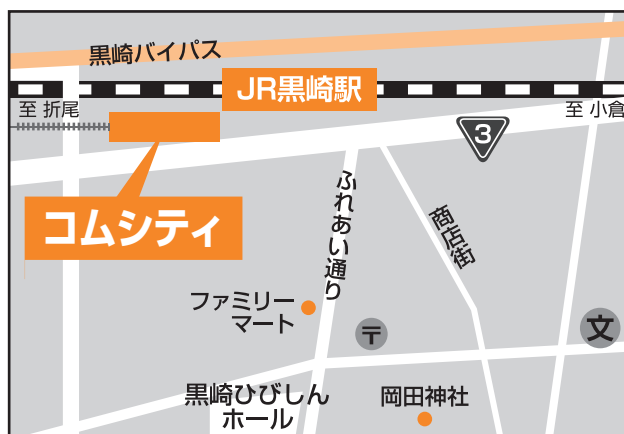 黒崎バイパス
JR黒崎駅
至 折尾
至 小倉
3
コムシティ
ふれあい通り
商店街
ファミリー
マート
〒
文
黒崎ひびしん
ホール
岡田神社